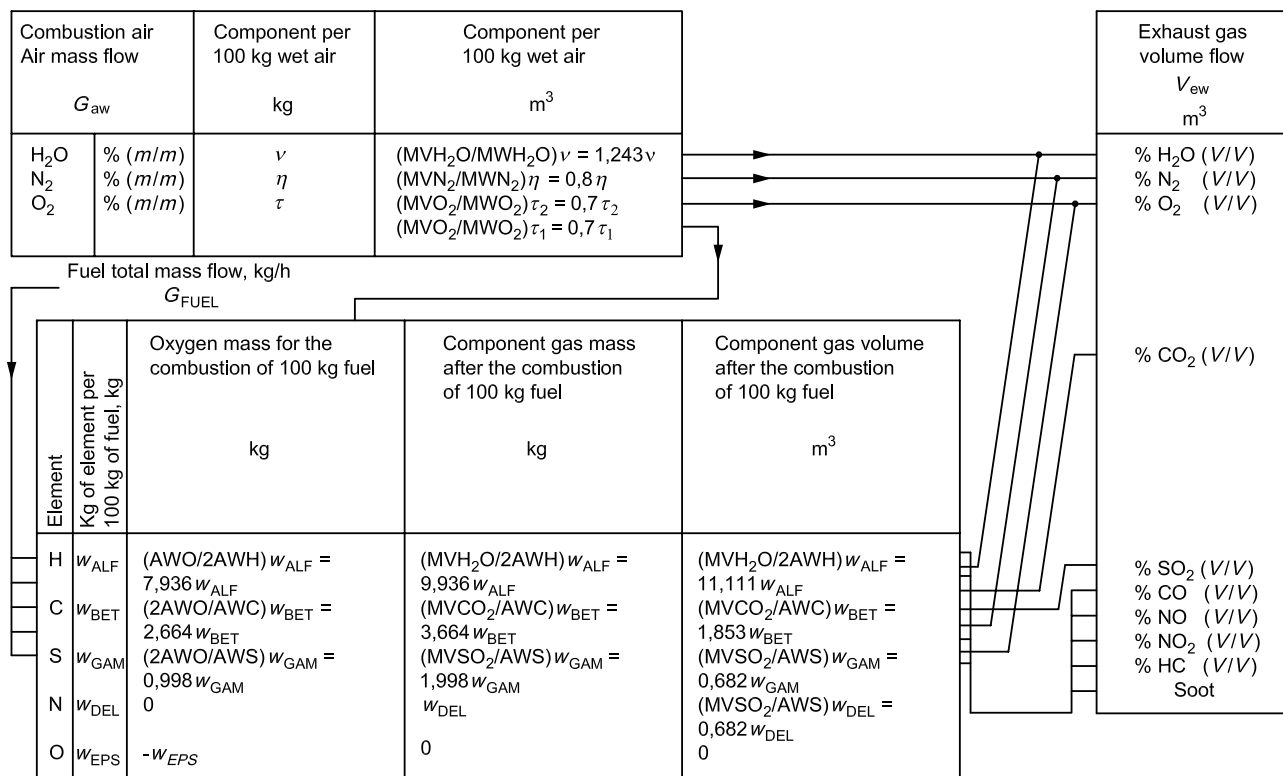 Combustion air
Air mass flow
G_aw
Component per
100 kg wet air
kg
Component per
100 kg wet air
m³
H₂O % (m/m) ν (MVH₂O/MWH₂O)ν = 1,243ν
N₂ % (m/m) η (MVN₂/MWN₂)η = 0,8η
O₂ % (m/m) τ (MVO₂/MWO₂)τ₂ = 0,7τ₂
(MVO₂/MWO₂)τ₁ = 0,7τ₁
Exhaust gas
volume flow
V_ew
m³
% H₂O (V/V)
% N₂ (V/V)
% O₂ (V/V)
% CO₂ (V/V)
% SO₂ (V/V)
% CO (V/V)
% NO (V/V)
% NO₂ (V/V)
% HC (V/V)
Soot
Fuel total mass flow, kg/h
G_FUEL
Element
Kg of element per
100 kg of fuel, kg
Oxygen mass for the
combustion of 100 kg fuel
kg
Component gas mass
after the combustion
of 100 kg fuel
kg
Component gas volume
after the combustion
of 100 kg fuel
m³
H w_ALF (AWO/2AWH)w_ALF = (MVH₂O/2AWH)w_ALF = (MVH₂O/2AWH)w_ALF =
7,936w_ALF 9,936w_ALF 11,111w_ALF
C w_BET (2AWO/AWC)w_BET = (MVCO₂/AWC)w_BET = (MVCO₂/AWC)w_BET =
2,664w_BET 3,664w_BET 1,853w_BET
S w_GAM (2AWO/AWS)w_GAM = (MVSO₂/AWS)w_GAM = (MVSO₂/AWS)w_GAM =
0,998w_GAM 1,998w_GAM 0,682w_GAM
N w_DEL 0 w_DEL (MVSO₂/AWS)w_DEL =
0,682w_DEL
O w_EPS -w_EPS 0 0